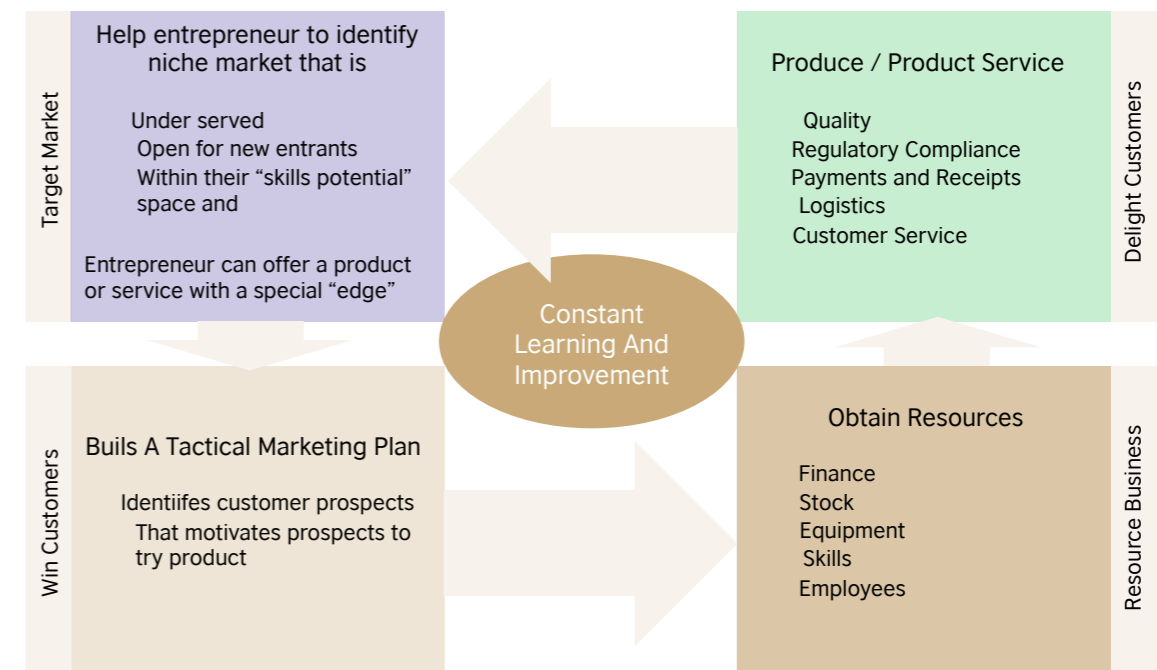 Target Market
Help entrepreneur to identify
niche market that is
Under served
Open for new entrants
Within their “skills potential”
space and
Entrepreneur can offer a product
or service with a special “edge”
Produce / Product Service
Quality
Regulatory Compliance
Payments and Receipts
Logistics
Customer Service
Delight Customers
Constant
Learning And
Improvement
Win Customers
Buils A Tactical Marketing Plan
Identiifes customer prospects
That motivates prospects to
try product
Obtain Resources
Finance
Stock
Equipment
Skills
Employees
Resource Business